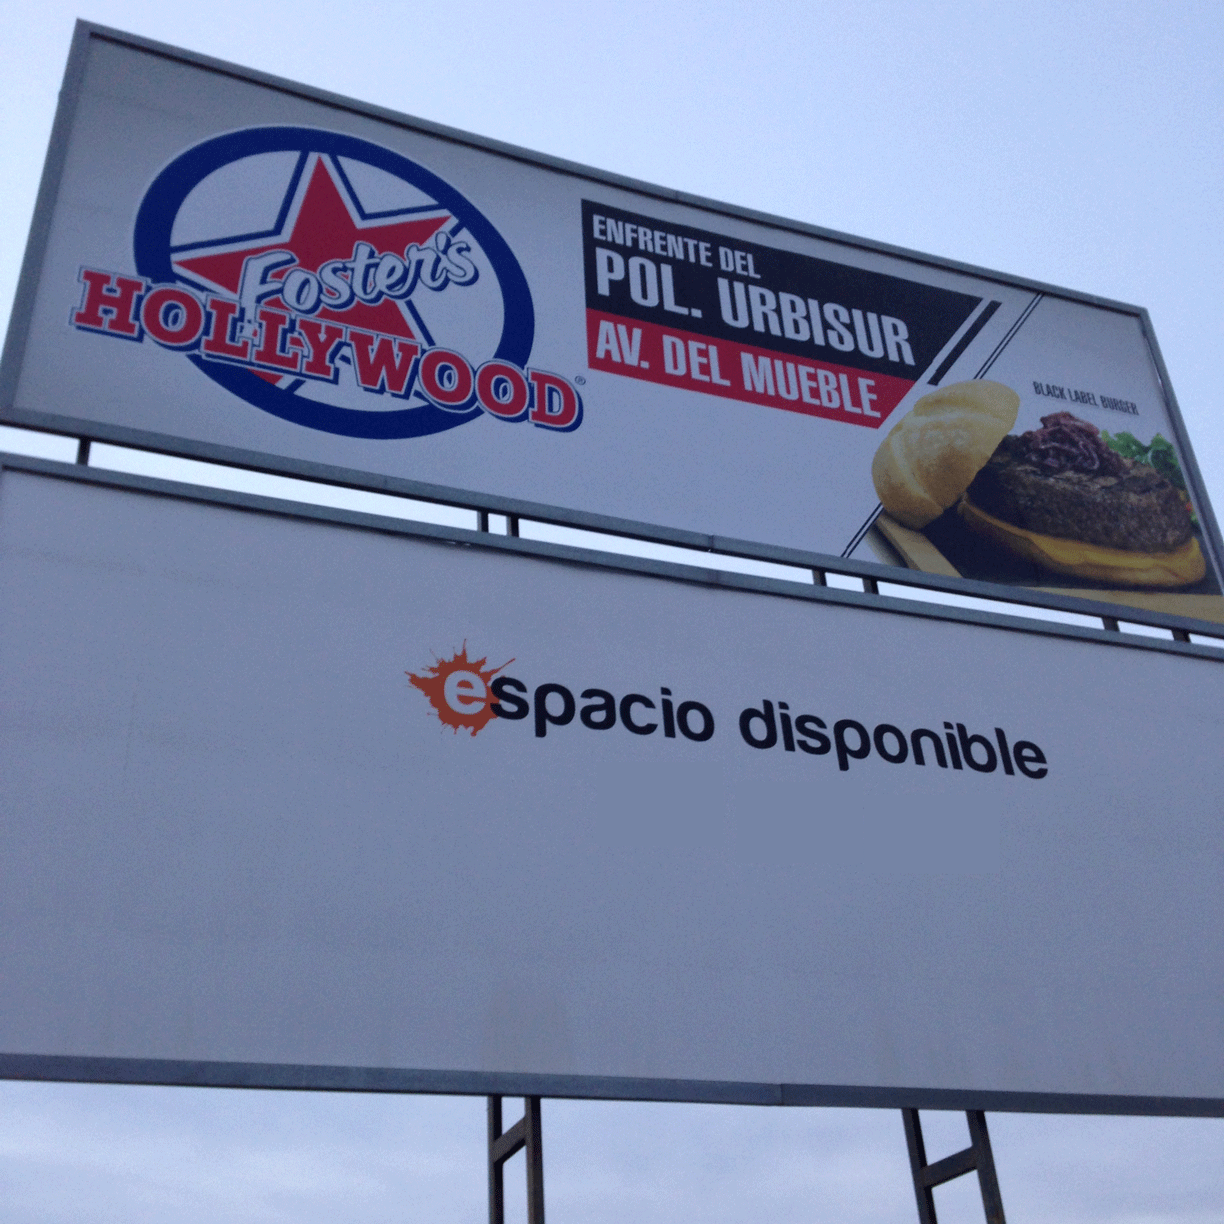 Foster's
HOLLYWOOD®
ENFRENTE DEL
POL. URBISUR
AV. DEL MUEBLE
BLACK LABEL BURGER
espacio disponible